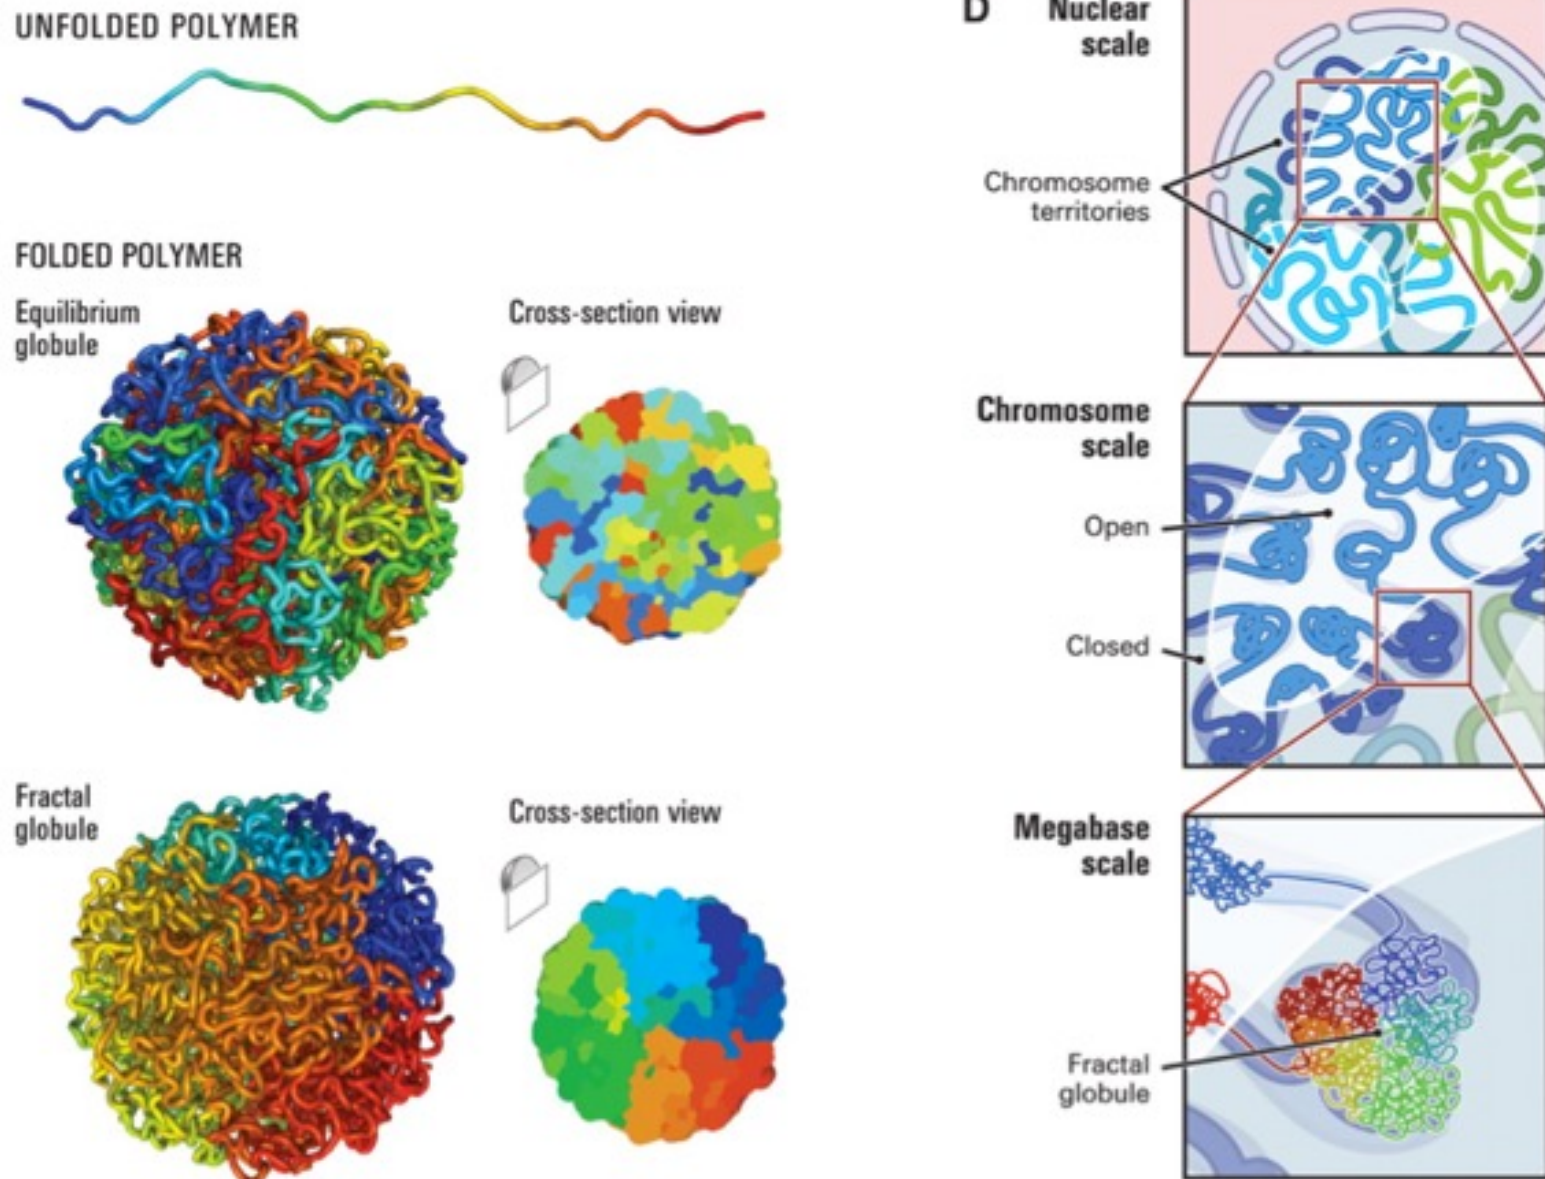 UNFOLDED POLYMER
FOLDED POLYMER
Equilibrium
globule
Cross-section view
Fractal
globule
Cross-section view
D
Nuclear
scale
Chromosome
territories
Chromosome
scale
Open
Closed
Megabase
scale
Fractal
globule